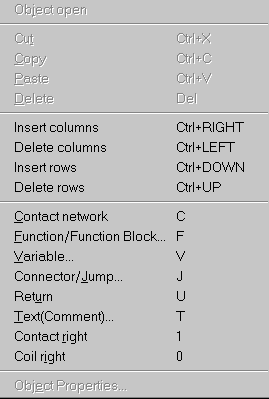 Object open
Cut Ctrl+X
Copy Ctrl+C
Paste Ctrl+V
Delete Del
Insert columns Ctrl+RIGHT
Delete columns Ctrl+LEFT
Insert rows Ctrl+DOWN
Delete rows Ctrl+UP
Contact network C
Function/Function Block... F
Variable... V
Connector/Jump... J
Return U
Text(Comment)... T
Contact right 1
Coil right 0
Object Properties...